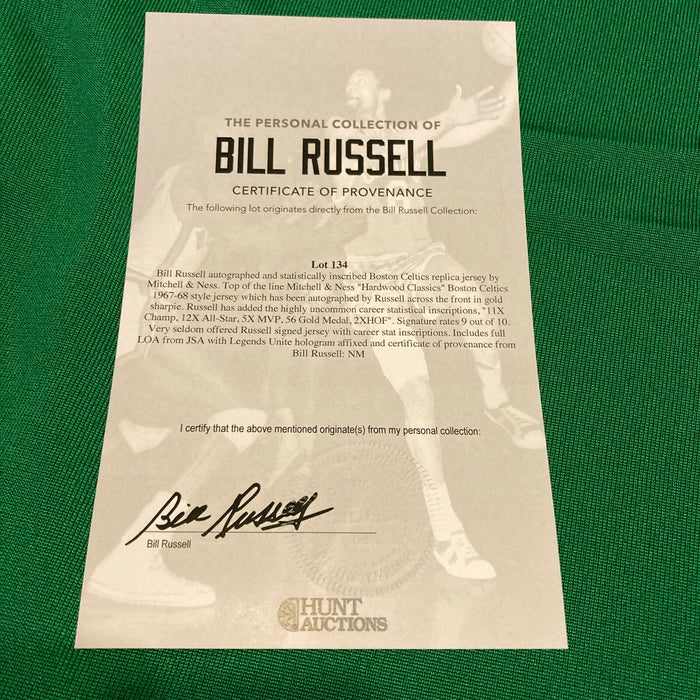 THE PERSONAL COLLECTION OF
BILL RUSSELL
CERTIFICATE OF PROVENANCE
The following lot originates directly from the Bill Russell Collection:
Lot 134
Bill Russell autographed and statistically inscribed Boston Celtics replica jersey by
Mitchell & Ness. Top of the line Mitchell & Ness "Hardwood Classics" Boston Celtics
1967-68 style jersey which has been autographed by Russell across the front in gold
sharpie. Russell has added the highly uncommon career statistical inscriptions, "11X
Champ, 12X All-Star, 5X MVP, 56 Gold Medal, 2XHOF". Signature rates 9 out of 10.
Very seldom offered Russell signed jersey with career stat inscriptions. Includes full
LOA from JSA with Legends Unite hologram affixed and certificate of provenance from
Bill Russell: NM
I certify that the above mentioned originate(s) from my personal collection:
Bill Russell
Bill Russell
HUNT
AUCTIONS